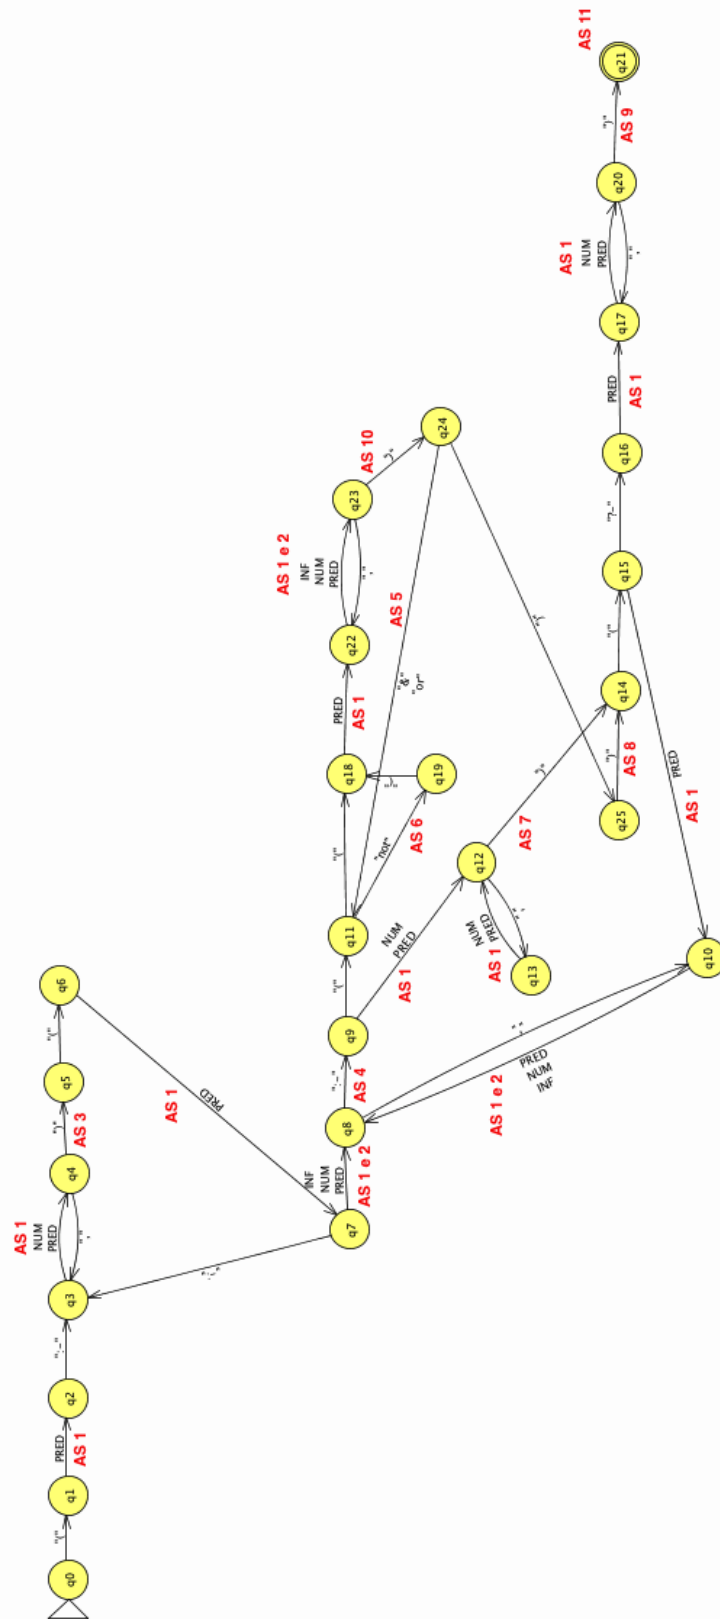 AS 11
q21
")"
AS 9
q20
AS 1
NUM
PRED
","
q17
PRED
AS 1
q16
"?-"
q15
"("
q14
")"
AS 8
q25
PRED
AS 1
q10
q24
AS 10
")"
q23
AS 1 e 2
INF
NUM
PRED
","
q22
AS 5
"&"
"or"
")"
PRED
AS 1
q18
q19
"("
"("
"not"
AS 6
q11
"("
q9
NUM
PRED
AS 1
q12
")"
AS 7
NUM
PRED
AS 1
","
q13
":-"
AS 4
q8
","
PRED
NUM
INF
AS 1 e 2
INF
NUM
PRED
AS 1 e 2
q7
q6
"("
PRED
AS 1
q5
")"
AS 3
q4
AS 1
NUM
PRED
","
q3
":-"
":-"
q2
PRED
AS 1
q1
"("
q0